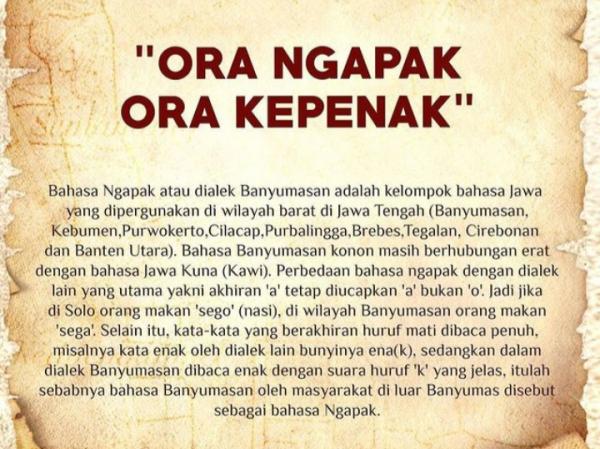 "ORA NGAPAK
ORA KEPENAK"
Bahasa Ngapak atau dialek Banyumasan adalah kelompok bahasa Jawa
yang dipergunakan di wilayah barat di Jawa Tengah (Banyumasan,
Kebumen,Purwokerto,Cilacap,Purbalingga,Brebes,Tegalan, Cirebonan
dan Banten Utara). Bahasa Banyumasan konon masih berhubungan erat
dengan bahasa Jawa Kuna (Kawi). Perbedaan bahasa ngapak dengan dialek
lain yang utama yakni akhiran 'a' tetap diucapkan 'a' bukan 'o'. Jadi jika
di Solo orang makan 'sego' (nasi), di wilayah Banyumasan orang makan
'sega'. Selain itu, kata-kata yang berakhiran huruf mati dibaca penuh,
misalnya kata enak oleh dialek lain bunyinya ena(k), sedangkan dalam
dialek Banyumasan dibaca enak dengan suara huruf 'k' yang jelas, itulah
sebabnya bahasa Banyumasan oleh masyarakat di luar Banyumas disebut
sebagai bahasa Ngapak.